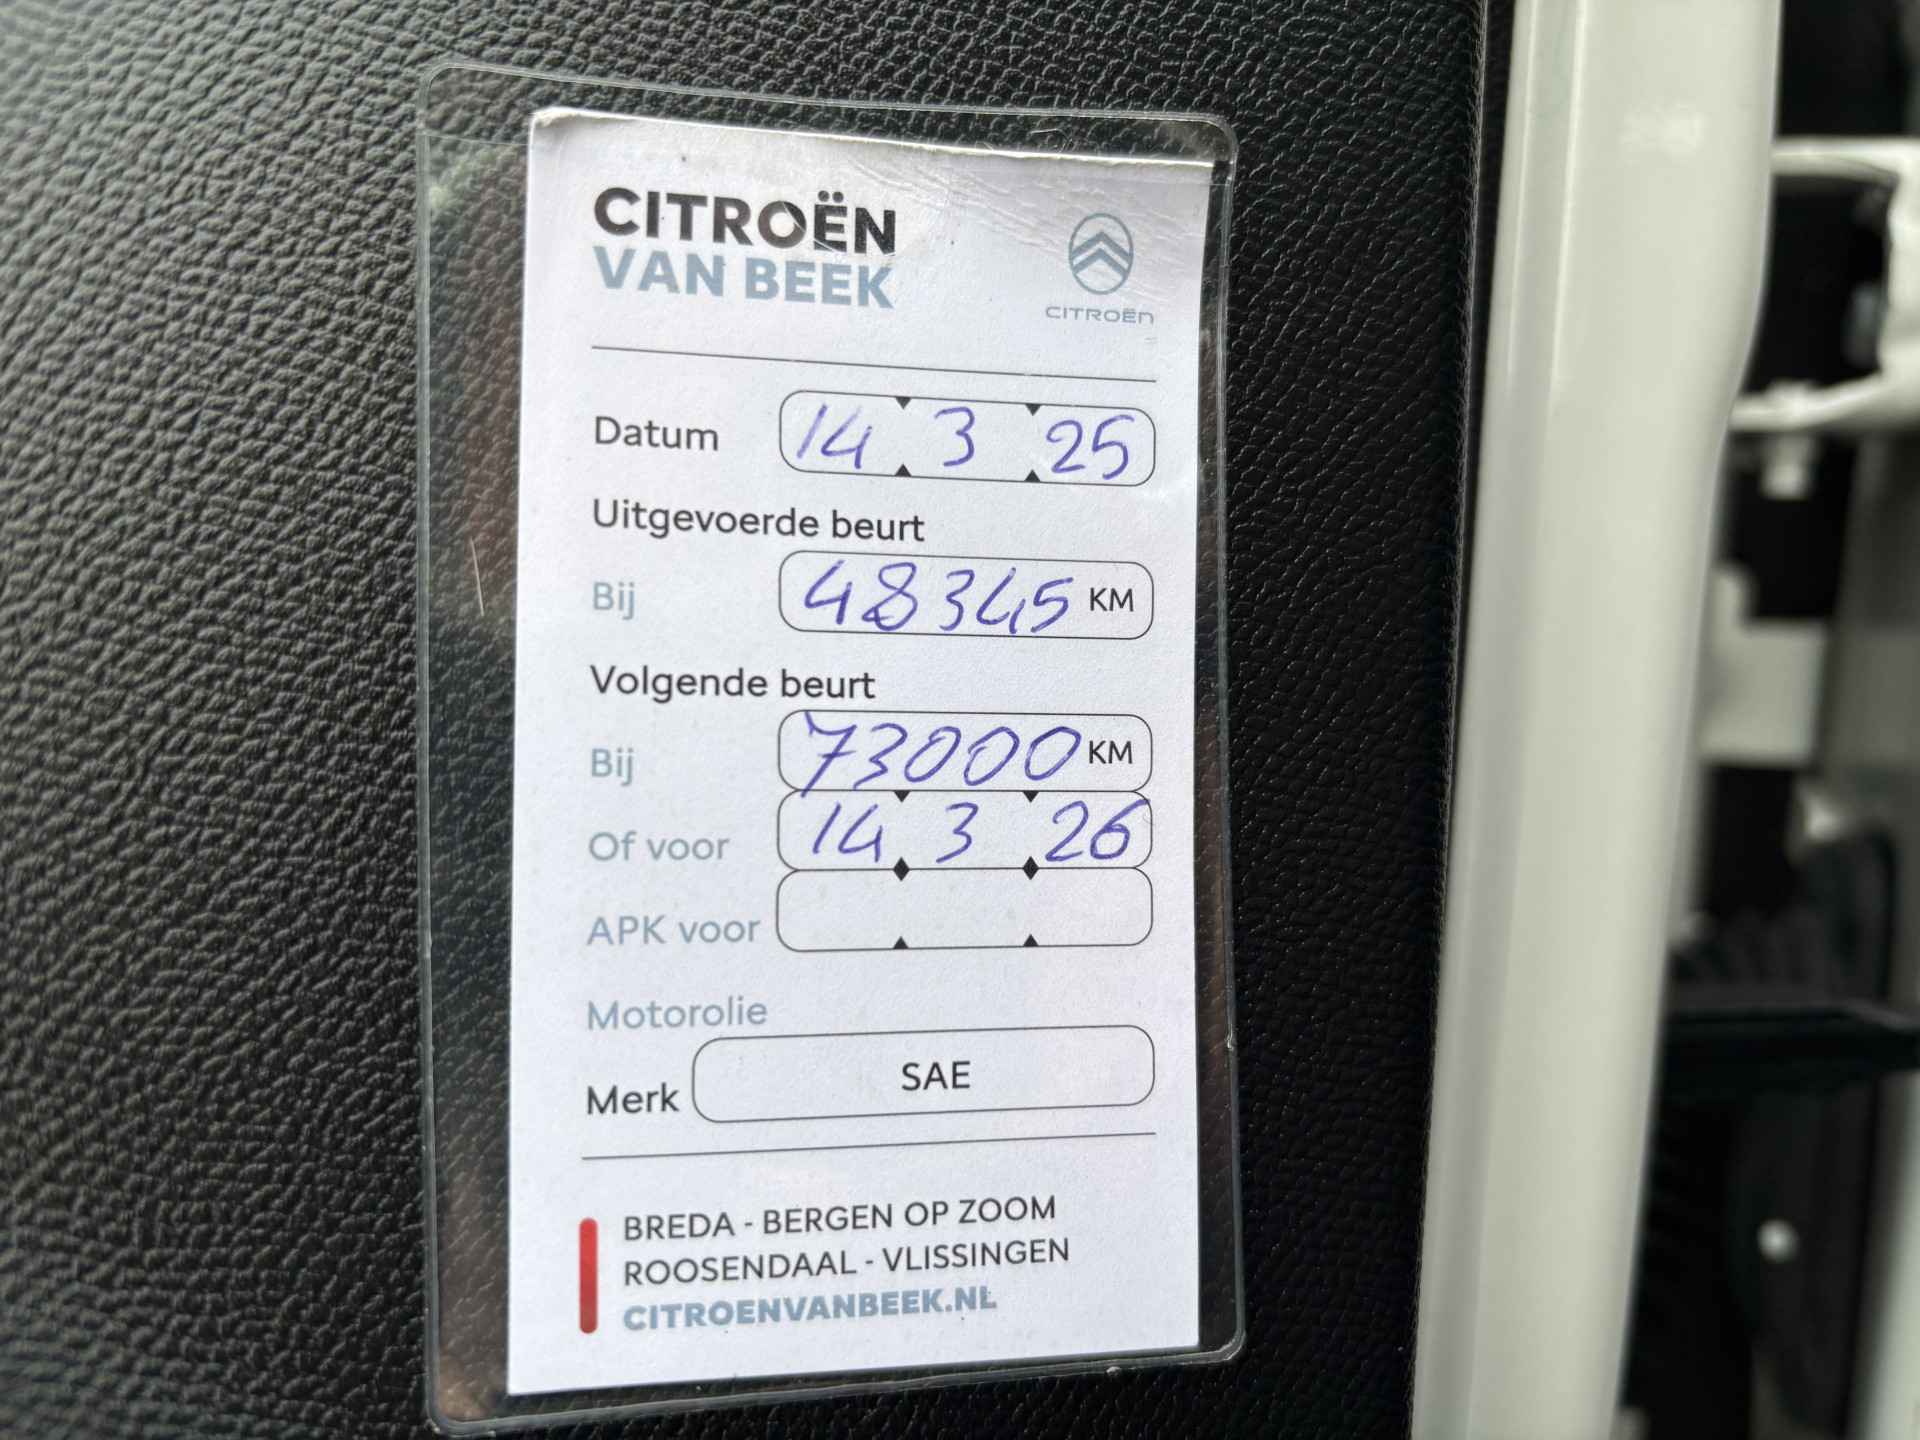 CITROËN
VAN BEEK
CITROËN
Datum 14 3 25
Uitgevoerde beurt
Bij 48345 KM
Volgende beurt
Bij 73000 KM
Of voor 14 3 26
APK voor
Motorolie
Merk SAE
BREDA - BERGEN OP ZOOM
ROOSENDAAL - VLISSINGEN
CITROENVANBEEK.NL